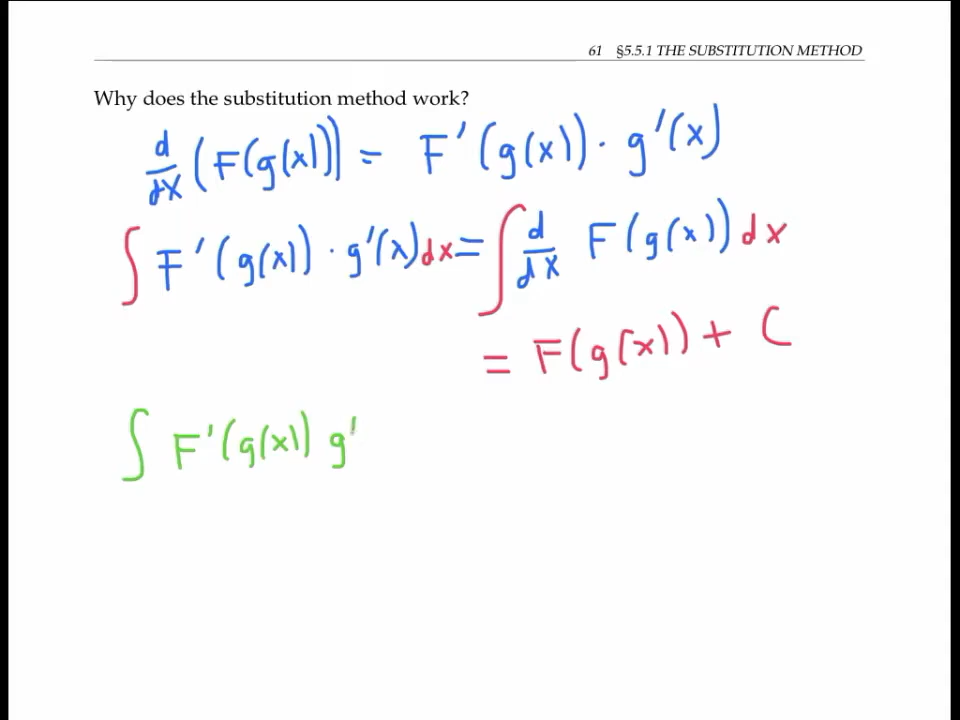 61 §5.5.1 THE SUBSTITUTION METHOD
Why does the substitution method work?
d/dx (F(g(x))) = F'(g(x)) · g'(x)
∫ F'(g(x)) · g'(x) dx = ∫ d/dx F(g(x)) dx
= F(g(x)) + C
∫ F'(g(x)) g'